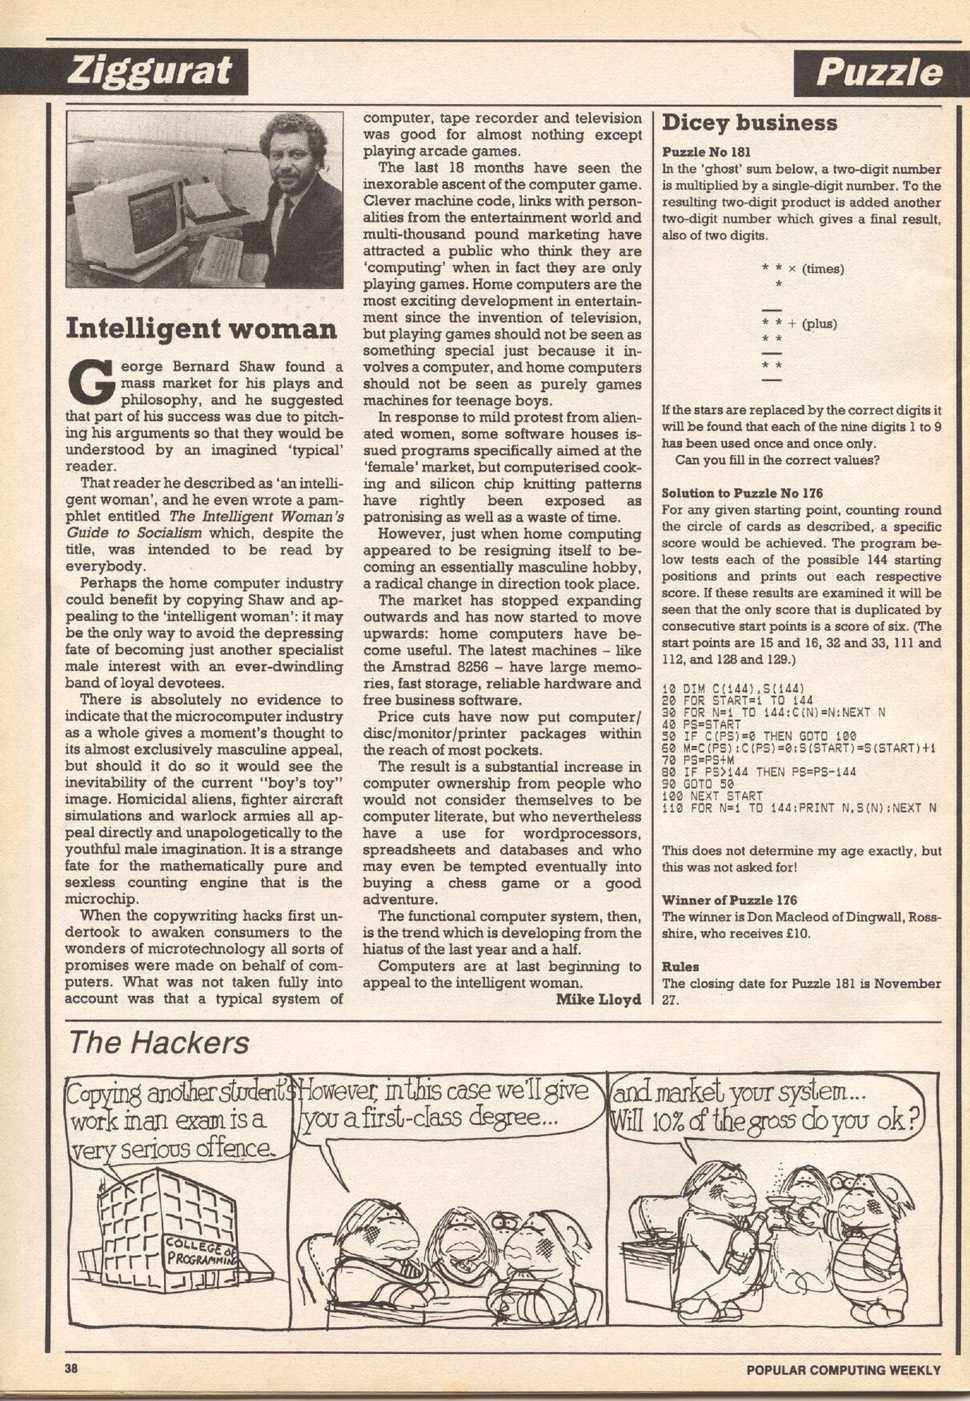 Ziggurat
Puzzle
Intelligent woman
George Bernard Shaw found a
mass market for his plays and
philosophy, and he suggested
that part of his success was due to pitch-
ing his arguments so that they would be
understood by an imagined 'typical'
reader.
That reader he described as 'an intelli-
gent woman', and he even wrote a pam-
phlet entitled The Intelligent Woman's
Guide to Socialism which, despite the
title, was intended to be read by
everybody.
Perhaps the home computer industry
could benefit by copying Shaw and ap-
pealing to the 'intelligent woman': it may
be the only way to avoid the depressing
fate of becoming just another specialist
male interest with an ever-dwindling
band of loyal devotees.
There is absolutely no evidence to
indicate that the microcomputer industry
as a whole gives a moment's thought to
its almost exclusively masculine appeal,
but should it do so it would see the
inevitability of the current "boy's toy"
image. Homicidal aliens, fighter aircraft
simulations and warlock armies all ap-
peal directly and unapologetically to the
youthful male imagination. It is a strange
fate for the mathematically pure and
sexless counting engine that is the
microchip.
When the copywriting hacks first un-
dertook to awaken consumers to the
wonders of microtechnology all sorts of
promises were made on behalf of com-
puters. What was not taken fully into
account was that a typical system of
computer, tape recorder and television
was good for almost nothing except
playing arcade games.
The last 18 months have seen the
inexorable ascent of the computer game.
Clever machine code, links with person-
alities from the entertainment world and
multi-thousand pound marketing have
attracted a public who think they are
'computing' when in fact they are only
playing games. Home computers are the
most exciting development in entertain-
ment since the invention of television,
but playing games should not be seen as
something special just because it in-
volves a computer, and home computers
should not be seen as purely games
machines for teenage boys.
In response to mild protest from alien-
ated women, some software houses is-
sued programs specifically aimed at the
'female' market, but computerised cook-
ing and silicon chip knitting patterns
have rightly been exposed as
patronising as well as a waste of time.
However, just when home computing
appeared to be resigning itself to be-
coming an essentially masculine hobby,
a radical change in direction took place.
The market has stopped expanding
outwards and has now started to move
upwards: home computers have be-
come useful. The latest machines – like
the Amstrad 8256 – have large memo-
ries, fast storage, reliable hardware and
free business software.
Price cuts have now put computer/
disc/monitor/printer packages within
the reach of most pockets.
The result is a substantial increase in
computer ownership from people who
would not consider themselves to be
computer literate, but who nevertheless
have a use for wordprocessors,
spreadsheets and databases and who
may even be tempted eventually into
buying a chess game or a good
adventure.
The functional computer system, then,
is the trend which is developing from the
hiatus of the last year and a half.
Computers are at last beginning to
appeal to the intelligent woman.
Mike Lloyd
Dicey business
Puzzle No 181
In the 'ghost' sum below, a two-digit number
is multiplied by a single-digit number. To the
resulting two-digit product is added another
two-digit number which gives a final result,
also of two digits.
* * × (times)
*
* * + (plus)
* *
* *
If the stars are replaced by the correct digits it
will be found that each of the nine digits 1 to 9
has been used once and once only.
Can you fill in the correct values?
Solution to Puzzle No 176
For any given starting point, counting round
the circle of cards as described, a specific
score would be achieved. The program be-
low tests each of the possible 144 starting
positions and prints out each respective
score. If these results are examined it will be
seen that the only score that is duplicated by
consecutive start points is a score of six. (The
start points are 15 and 16, 32 and 33, 111 and
112, and 128 and 129.)
10 DIM C(144),S(144)
20 FOR START=1 TO 144
30 FOR N=1 TO 144:C(N)=N:NEXT N
40 PS=START
50 IF C(PS)=0 THEN GOTO 100
60 M=C(PS):C(PS)=0:S(START)=S(START)+1
70 PS=PS+M
80 IF PS>144 THEN PS=PS-144
90 GOTO 50
100 NEXT START
110 FOR N=1 TO 144:PRINT N,S(N):NEXT N
This does not determine my age exactly, but
this was not asked for!
Winner of Puzzle 176
The winner is Don Macleod of Dingwall, Ross-
shire, who receives £10.
Rules
The closing date for Puzzle 181 is November
27.
The Hackers
Copying another student's
work in an exam is a
very serious offence.
COLLEGE OF
PROGRAMMING
However, in this case we'll give
you a first-class degree...
and market your system...
Will 10% of the gross do you ok?
38
POPULAR COMPUTING WEEKLY